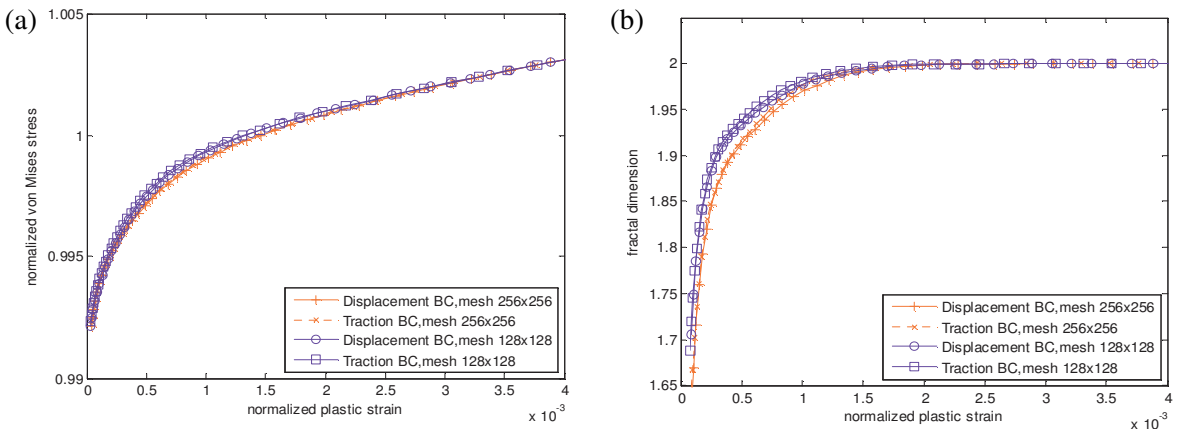 (a)
1.005
1
0.995
0.99
normalized von Mises stress
0 0.5 1 1.5 2 2.5 3 3.5 4
x 10⁻³
normalized plastic strain
Displacement BC,mesh 256x256
Traction BC,mesh 256x256
Displacement BC,mesh 128x128
Traction BC,mesh 128x128
(b)
2
1.95
1.9
1.85
1.8
1.75
1.7
1.65
fractal dimension
0 0.5 1 1.5 2 2.5 3 3.5 4
x 10⁻³
normalized plastic strain
Displacement BC,mesh 256x256
Traction BC,mesh 256x256
Displacement BC,mesh 128x128
Traction BC,mesh 128x128